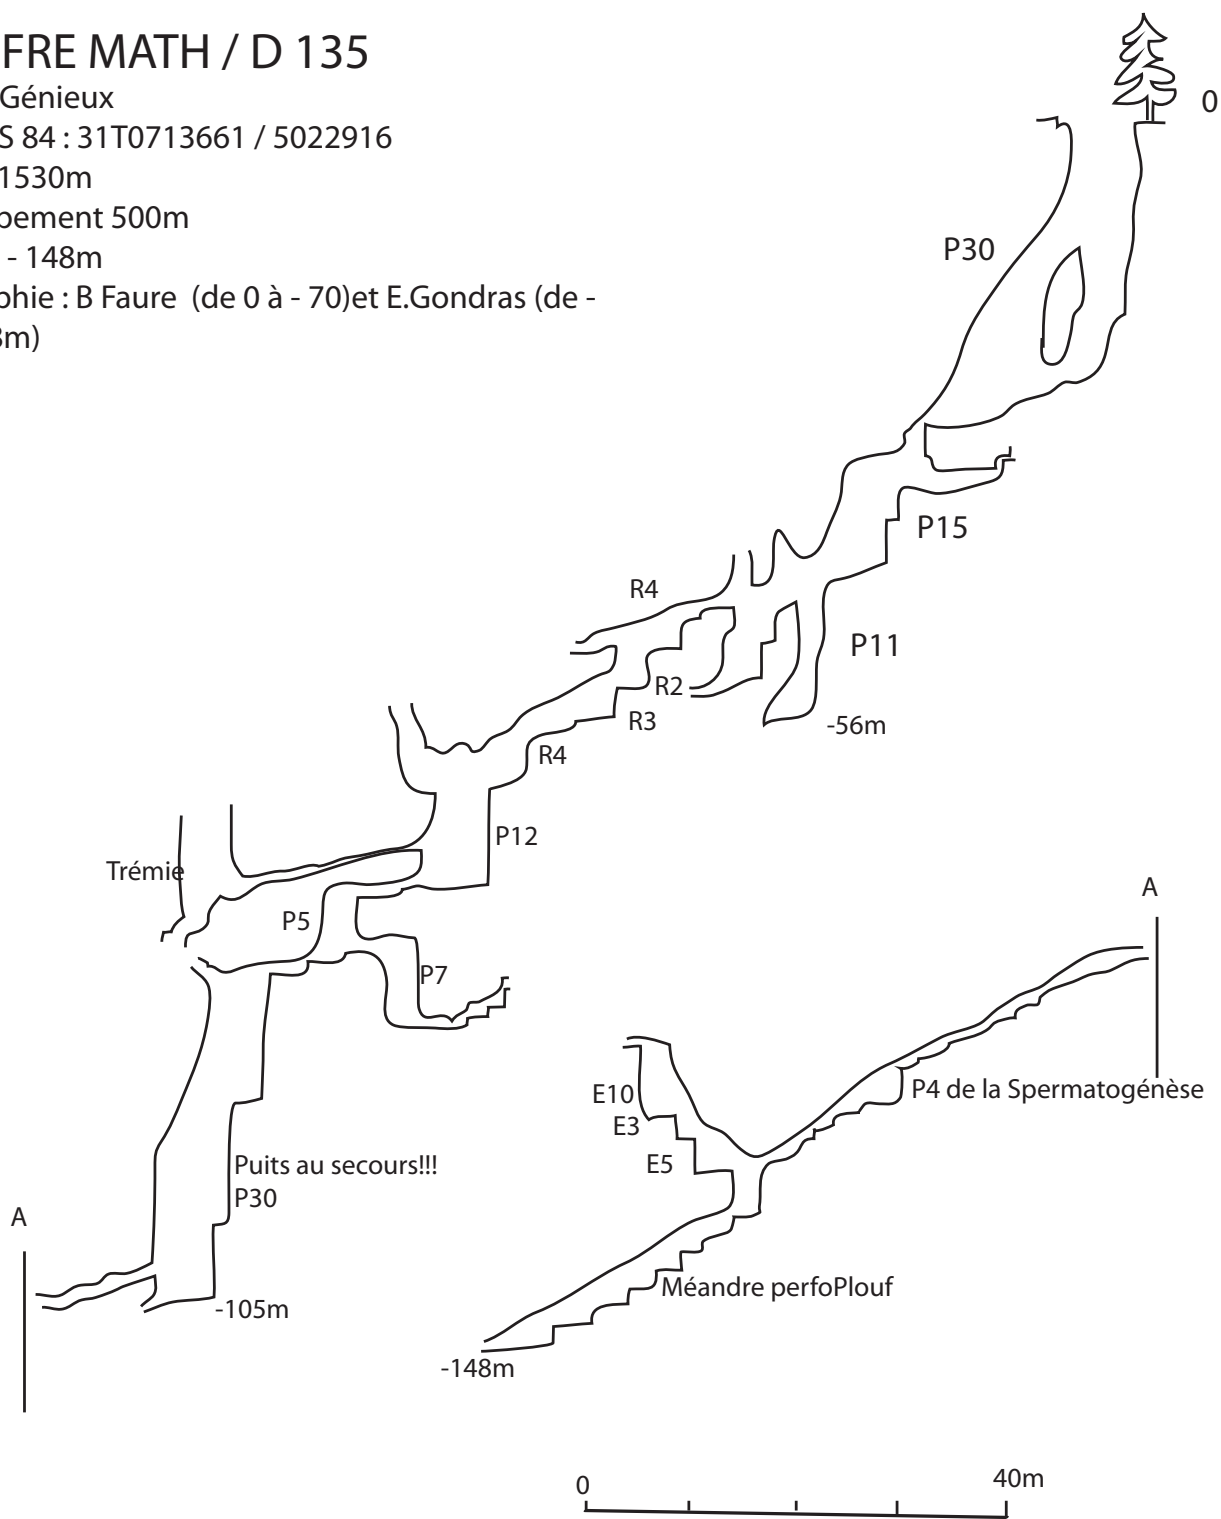 FRE MATH / D 135
Génieux
S 84 : 31T0713661 / 5022916
1530m
pement 500m
- 148m
phie : B Faure  (de 0 à - 70)et E.Gondras (de -
3m)
0
P30
P15
R4
P11
R2
R3
-56m
R4
P12
Trémie
A
P5
P7
P4 de la Spermatogénèse
E10
E3
E5
Puits au secours!!!
P30
A
Méandre perfoPlouf
-105m
-148m
0
40m